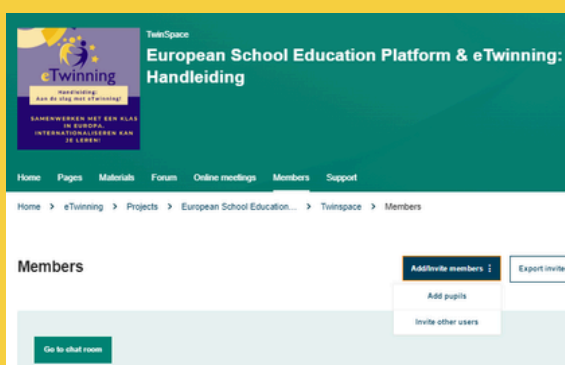 TwinSpace
European School Education Platform & eTwinning:
Handleiding
eTwinning
Handleiding:
Aan de slag met eTwinning!
SAMENWERKEN MET EEN KLAS
IN EUROPA.
INTERNATIONALISEREN KAN
JE LEREN!
Home Pages Materials Forum Online meetings Members Support
Home > eTwinning > Projects > European School Education... > Twinspace > Members
Members
Add/Invite members
Export invite
Add pupils
Invite other users
Go to chat room